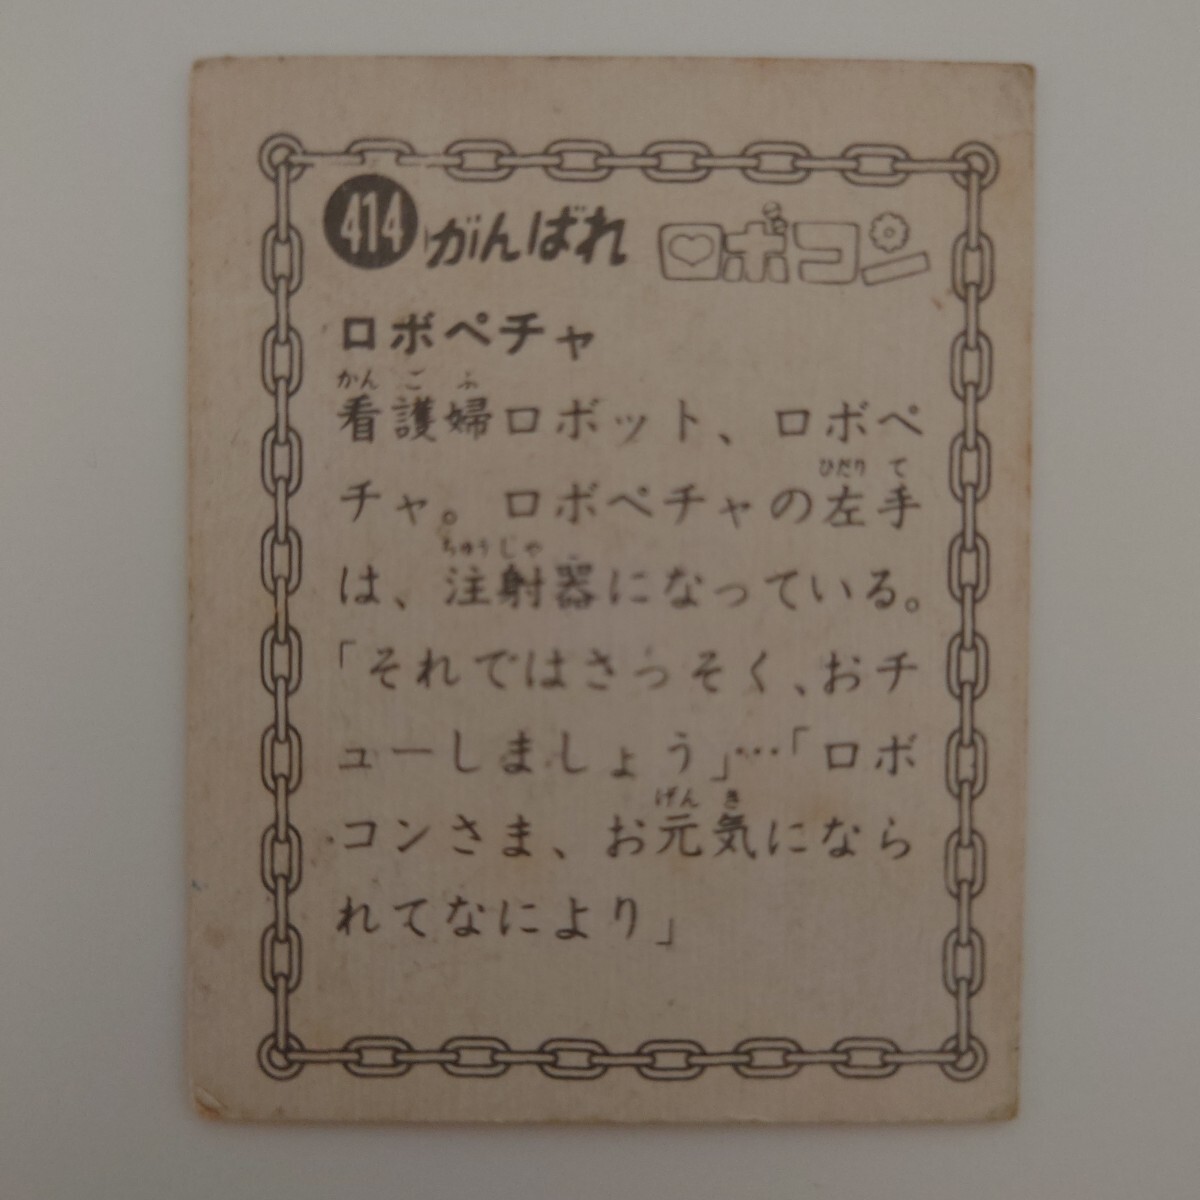 414 がんばれ ロボコン
ロボペチャ
かんごふ
看護婦ロボット、ロボペ
ひだり て
チャ。ロボペチャの左手
ちゅうしゃ
は、注射器になっている。
「それではさっそく、おチ
ューしましょう」…「ロボ
げん き
コンさま、お元気になら
れてなにより」